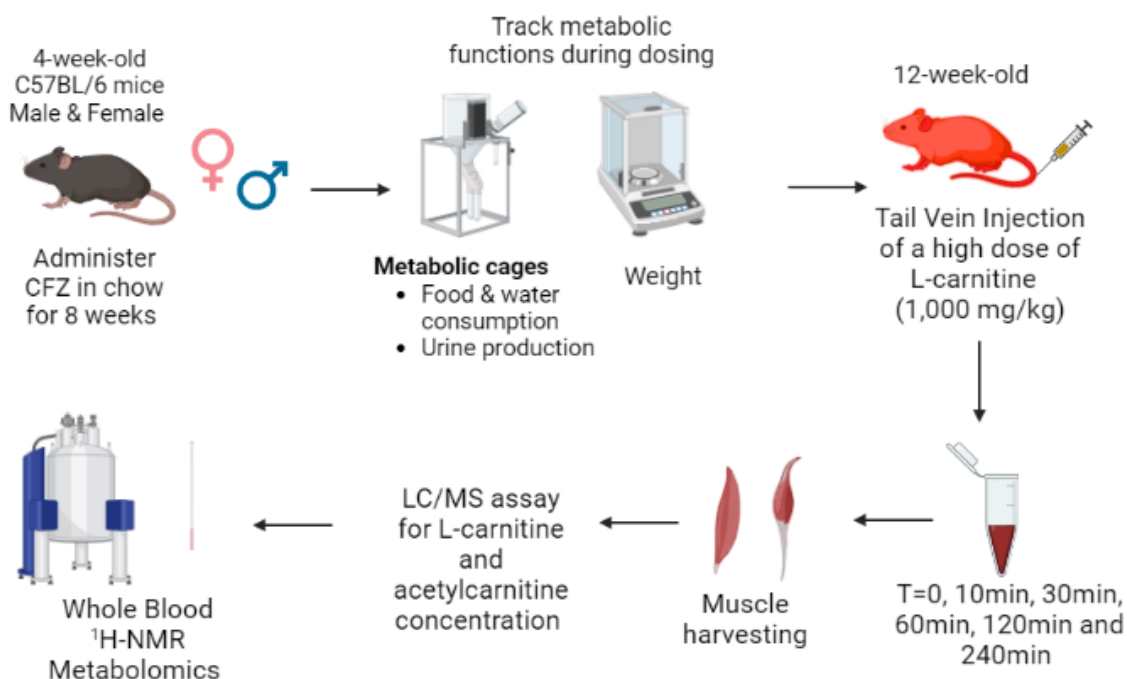 4-week-old
C57BL/6 mice
Male & Female
Administer
CFZ in chow
for 8 weeks
Track metabolic
functions during dosing
Metabolic cages
• Food & water
consumption
• Urine production
Weight
12-week-old
Tail Vein Injection
of a high dose of
L-carnitine
(1,000 mg/kg)
T=0, 10min, 30min,
60min, 120min and
240min
Muscle
harvesting
LC/MS assay
for L-carnitine
and
acetylcarnitine
concentration
Whole Blood
¹H-NMR
Metabolomics